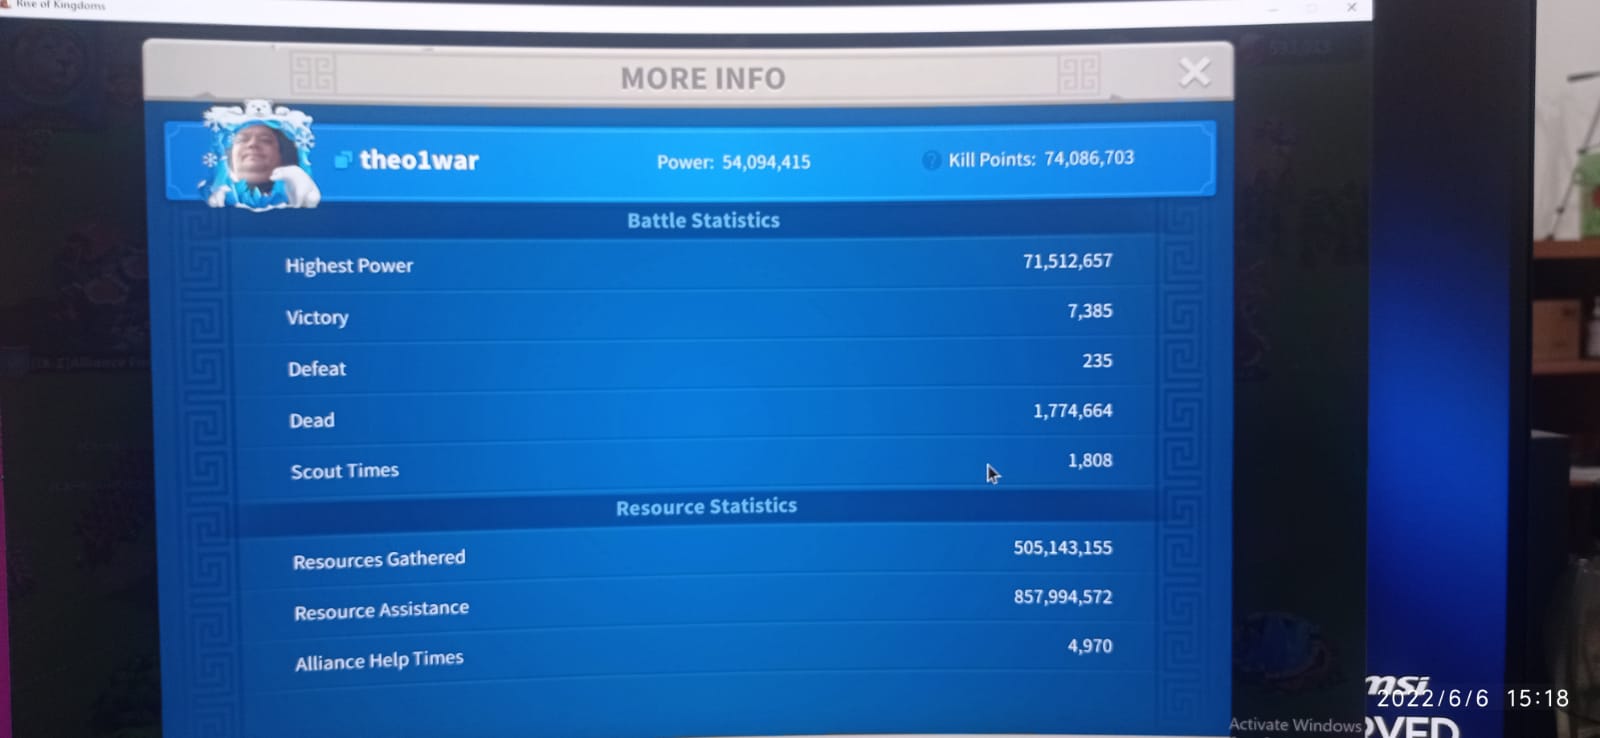 Rise of Kingdoms
MORE INFO
theo1war
Power: 54,094,415
? Kill Points: 74,086,703
Battle Statistics
Highest Power 71,512,657
Victory 7,385
Defeat 235
Dead 1,774,664
Scout Times 1,808
Resource Statistics
Resources Gathered 505,143,155
Resource Assistance 857,994,572
Alliance Help Times 4,970
msi
2022/6/6 15:18
Activate Windows